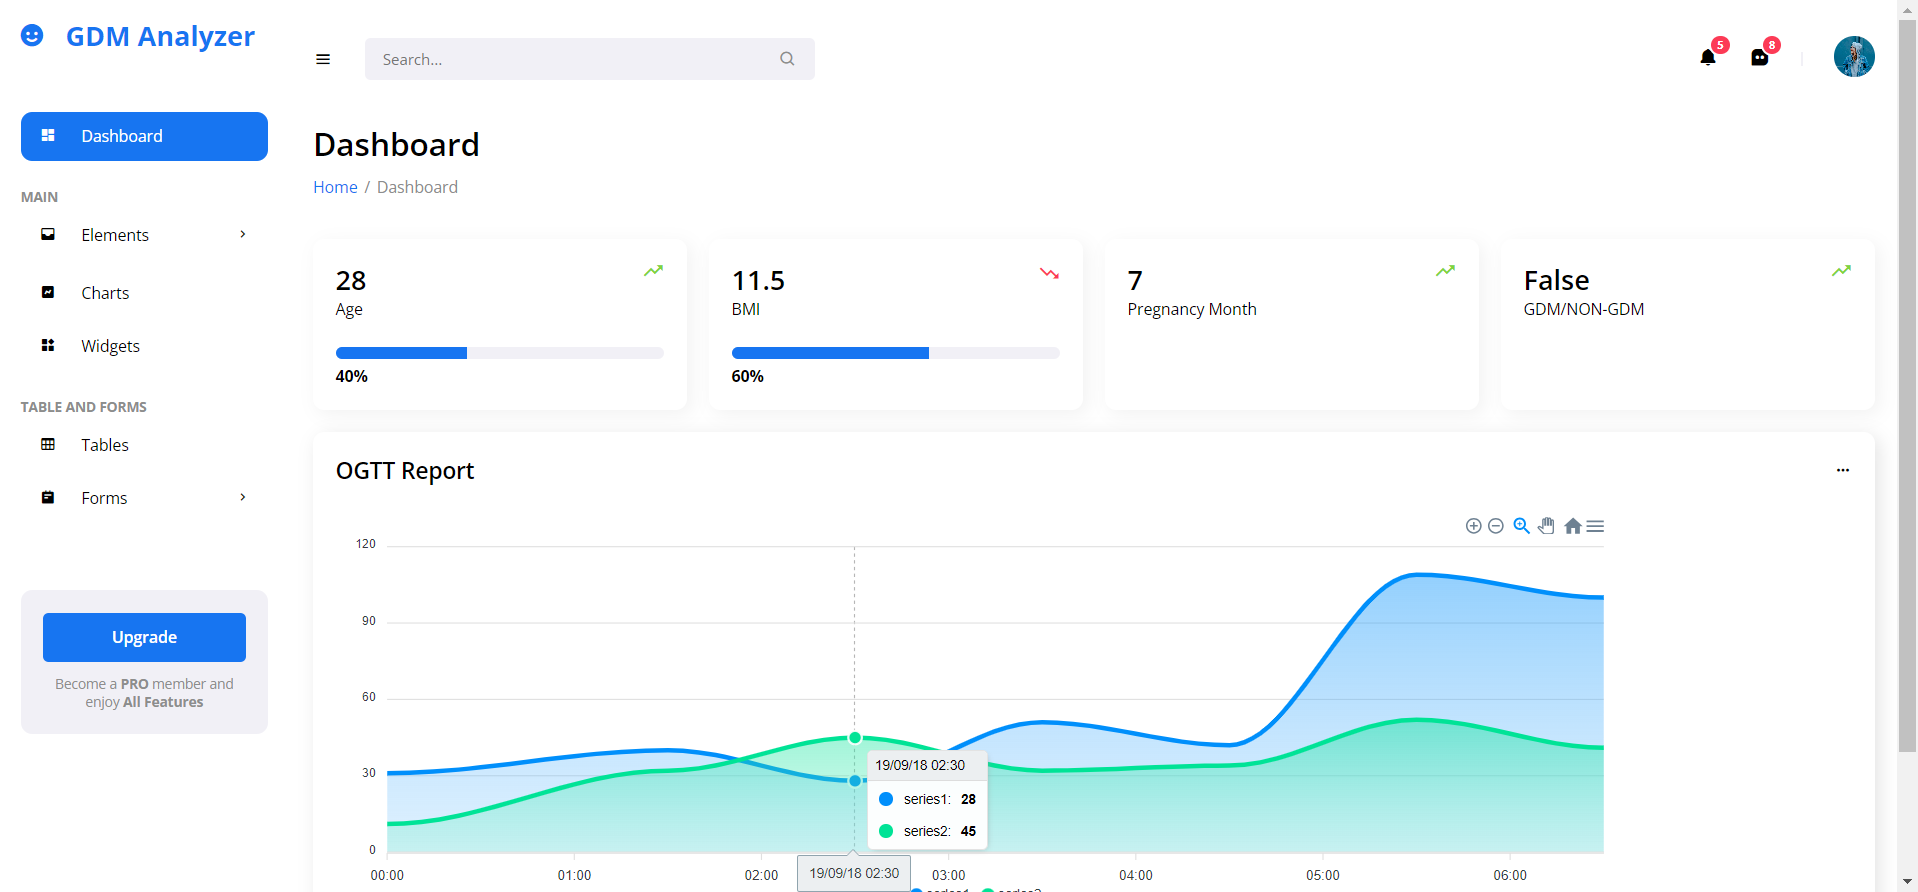 GDM Analyzer
Search...
5
8
Dashboard
MAIN
Elements
Charts
Widgets
TABLE AND FORMS
Tables
Forms
Upgrade
Become a PRO member and
enjoy All Features
Dashboard
Home / Dashboard
28
Age
40%
11.5
BMI
60%
7
Pregnancy Month
False
GDM/NON-GDM
OGTT Report
120
90
60
30
0
19/09/18 02:30
series1: 28
series2: 45
00:00 01:00 02:00 19/09/18 02:30 03:00 04:00 05:00 06:00
series1 series2